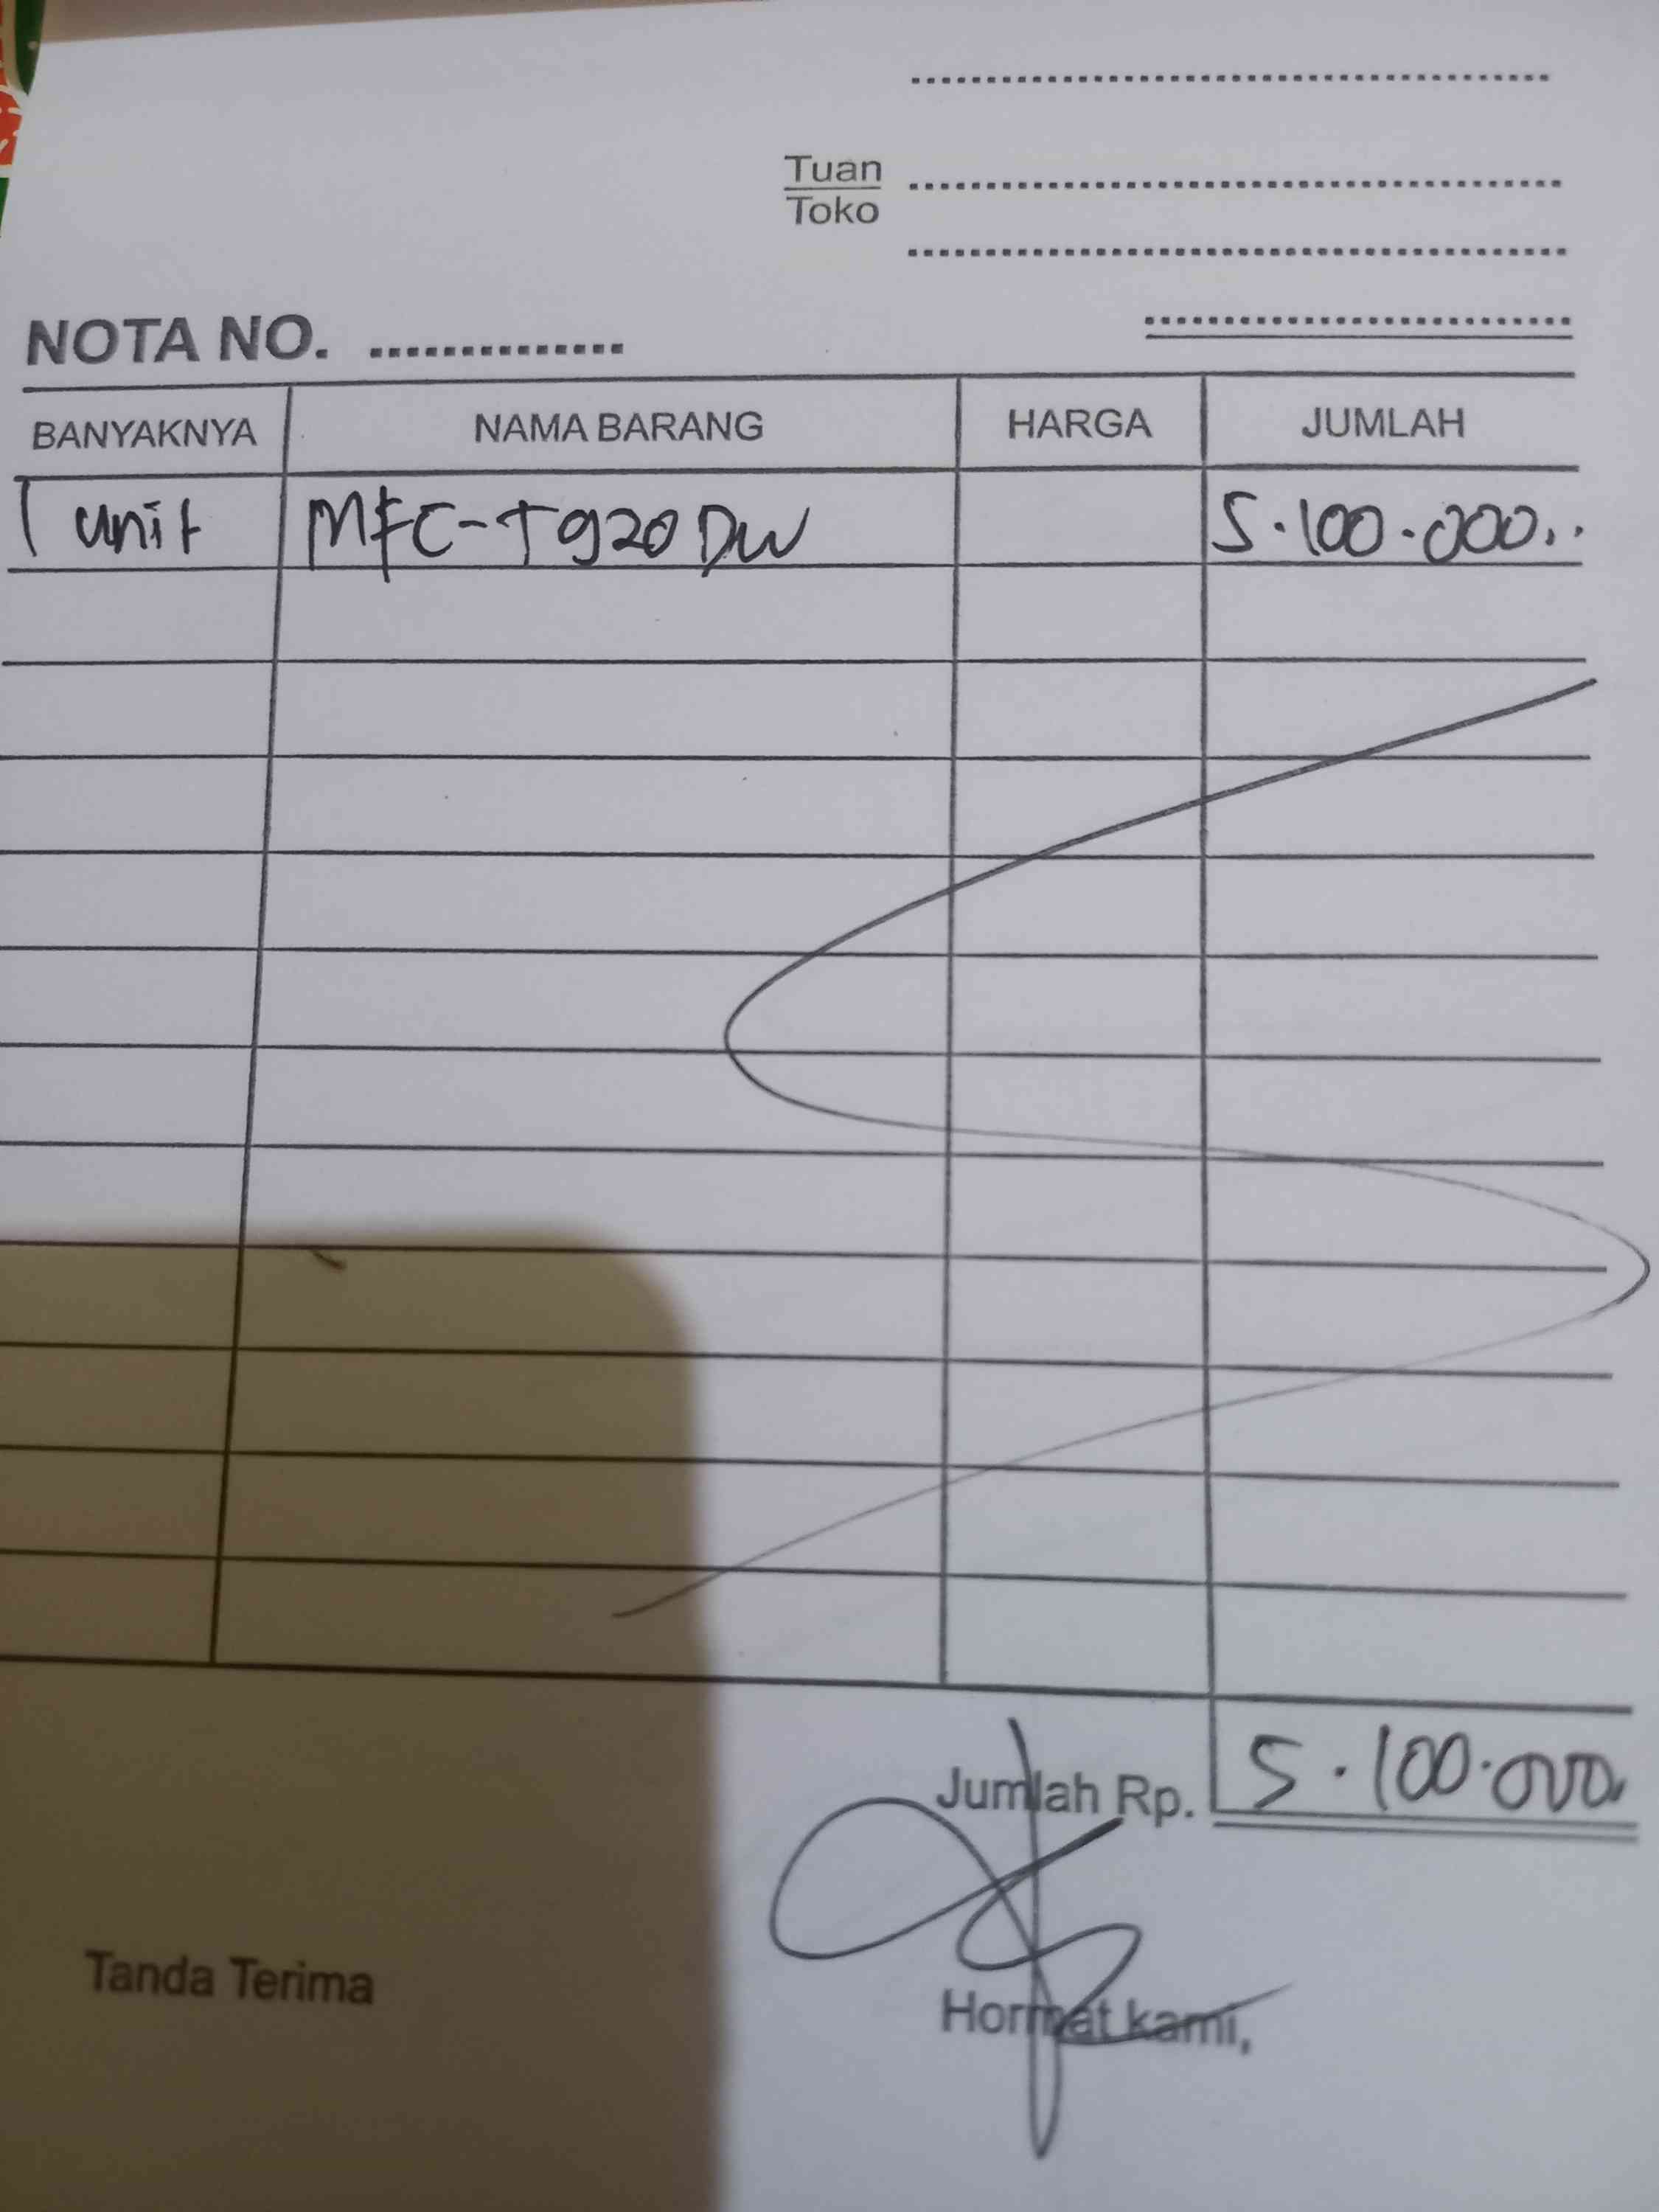 Tuan
Toko
NOTA NO. ...............
BANYAKNYA NAMA BARANG HARGA JUMLAH
1 unit MFC-T920DW 5.100.000,..
Jumlah Rp. 5.100.000,
Tanda Terima
Hormat kami,